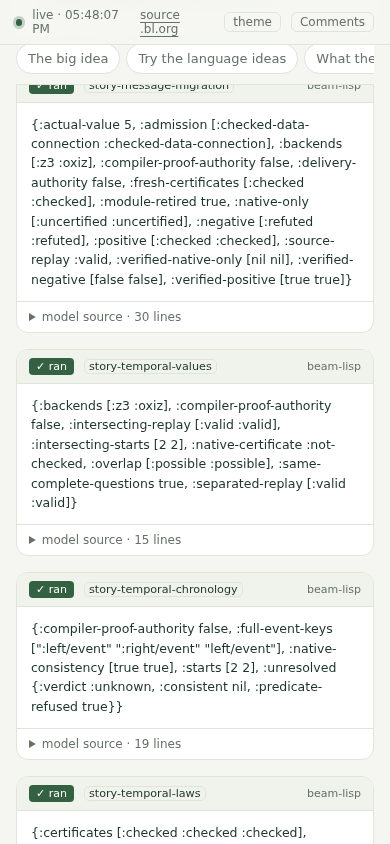 live · 05:48:07 PM
source .bl.org
theme
Comments
The big idea
Try the language ideas
What the
✓ ran story-message-migration beam-lisp
{:actual-value 5, :admission [:checked-data-
connection :checked-data-connection], :backends
[:z3 :oxiz], :compiler-proof-authority false, :delivery-
authority false, :fresh-certificates [:checked
:checked], :module-retired true, :native-only
[:uncertified :uncertified], :negative [:refuted
:refuted], :positive [:checked :checked], :source-
replay :valid, :verified-native-only [nil nil], :verified-
negative [false false], :verified-positive [true true]}
▶ model source · 30 lines
✓ ran story-temporal-values beam-lisp
{:backends [:z3 :oxiz], :compiler-proof-authority
false, :intersecting-replay [:valid :valid],
:intersecting-starts [2 2], :native-certificate :not-
checked, :overlap [:possible :possible], :same-
complete-questions true, :separated-replay [:valid
:valid]}
▶ model source · 15 lines
✓ ran story-temporal-chronology beam-lisp
{:compiler-proof-authority false, :full-event-keys
[":left/event" ":right/event" "left/event"], :native-
consistency [true true], :starts [2 2], :unresolved
{:verdict :unknown, :consistent nil, :predicate-
refused true}}
▶ model source · 19 lines
✓ ran story-temporal-laws beam-lisp
{:certificates [:checked :checked :checked],